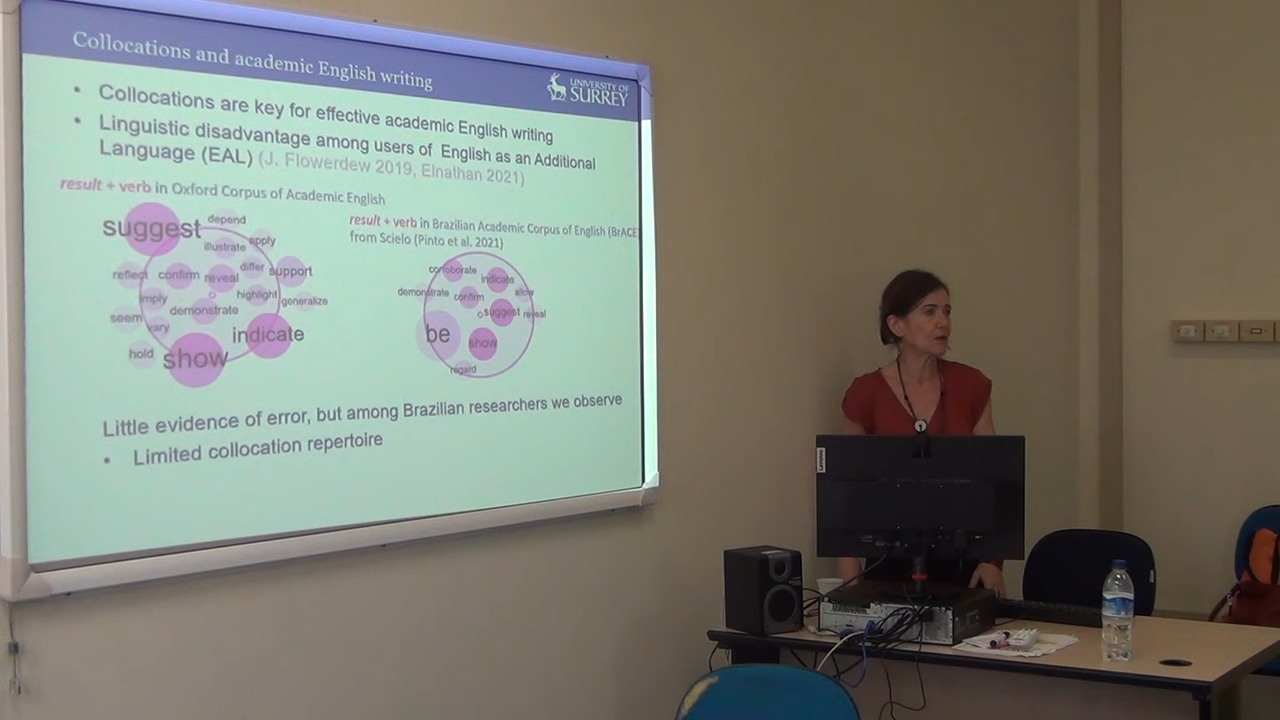 Collocations and academic English writing
UNIVERSITY OF
SURREY
• Collocations are key for effective academic English writing
• Linguistic disadvantage among users of English as an Additional
Language (EAL) (J. Flowerdew 2019, Elnathan 2021)
result + verb in Oxford Corpus of Academic English
suggest
depend
illustrate
apply
reflect
confirm
reveal
differ
support
imply
demonstrate
highlight
generalize
seem
vary
indicate
hold
show
result + verb in Brazilian Academic Corpus of English (BrACE
from Scielo (Pinto et al. 2021)
corroborate
indicate
demonstrate
confirm
allow
suggest
reveal
be
show
regard
Little evidence of error, but among Brazilian researchers we observe
• Limited collocation repertoire
Lenovo